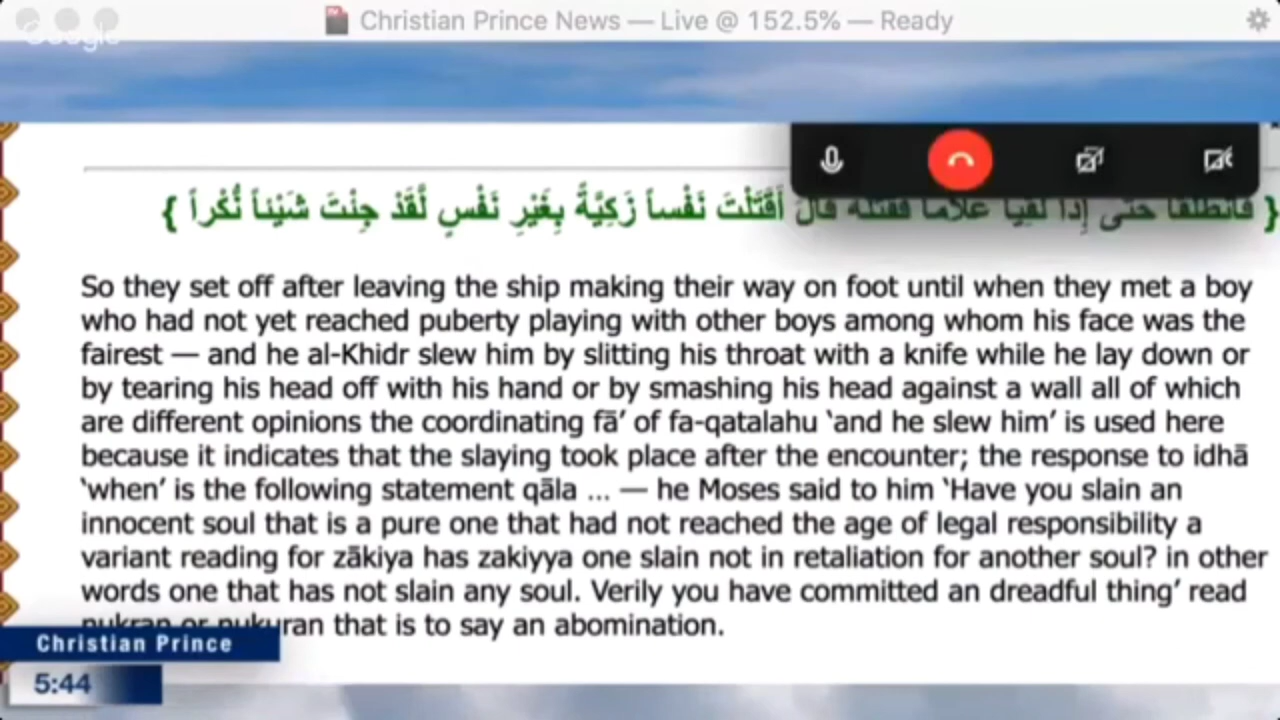 Christian Prince News — Live @ 152.5% — Ready
Google
{ فَانْطَلَقَا حَتَّى إِذَا لَقِيَا غُلَاماً فَقَتَلَهُ قَالَ أَقَتَلْتَ نَفْساً زَكِيَّةً بِغَيْرِ نَفْسٍ لَّقَدْ جِئْتَ شَيْئاً نُّكْراً }
So they set off after leaving the ship making their way on foot until when they met a boy
who had not yet reached puberty playing with other boys among whom his face was the
fairest — and he al-Khidr slew him by slitting his throat with a knife while he lay down or
by tearing his head off with his hand or by smashing his head against a wall all of which
are different opinions the coordinating fā’ of fa-qatalahu ‘and he slew him’ is used here
because it indicates that the slaying took place after the encounter; the response to idhā
‘when’ is the following statement qāla ... — he Moses said to him ‘Have you slain an
innocent soul that is a pure one that had not reached the age of legal responsibility a
variant reading for zākiya has zakiyya one slain not in retaliation for another soul? in other
words one that has not slain any soul. Verily you have committed an dreadful thing’ read
nukran or nukuran that is to say an abomination.
Christian Prince
5:44